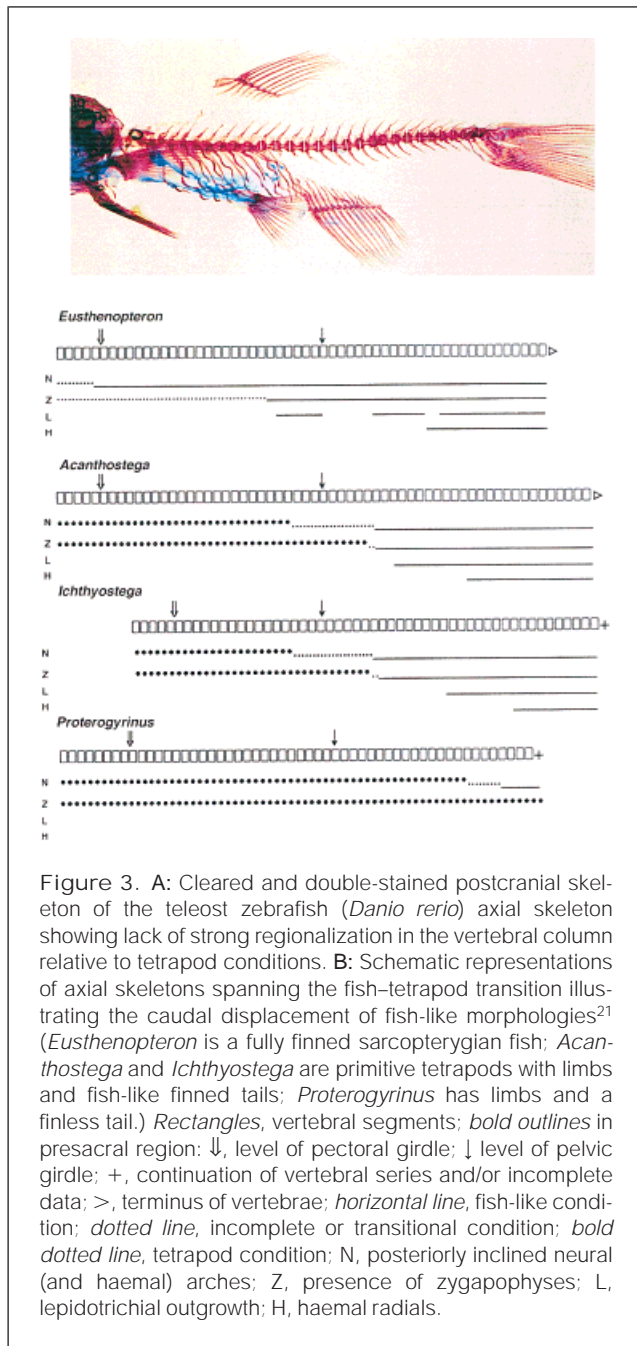 Eusthenopteron
N
Z
L
H
Acanthostega
N
Z
L
H
Ichthyostega
N
Z
L
H
Proterogyrinus
N
Z
L
H
Figure 3. A: Cleared and double-stained postcranial skel-
eton of the teleost zebrafish (Danio rerio) axial skeleton
showing lack of strong regionalization in the vertebral column
relative to tetrapod conditions. B: Schematic representations
of axial skeletons spanning the fish–tetrapod transition illus-
trating the caudal displacement of fish-like morphologies21
(Eusthenopteron is a fully finned sarcopterygian fish; Acan-
thostega and Ichthyostega are primitive tetrapods with limbs
and fish-like finned tails; Proterogyrinus has limbs and a
finless tail.) Rectangles, vertebral segments; bold outlines in
presacral region: ⇓, level of pectoral girdle; ↓ level of pelvic
girdle; +, continuation of vertebral series and/or incomplete
data; >, terminus of vertebrae; horizontal line, fish-like condi-
tion; dotted line, incomplete or transitional condition; bold
dotted line, tetrapod condition; N, posteriorly inclined neural
(and haemal) arches; Z, presence of zygapophyses; L,
lepidotrichial outgrowth; H, haemal radials.